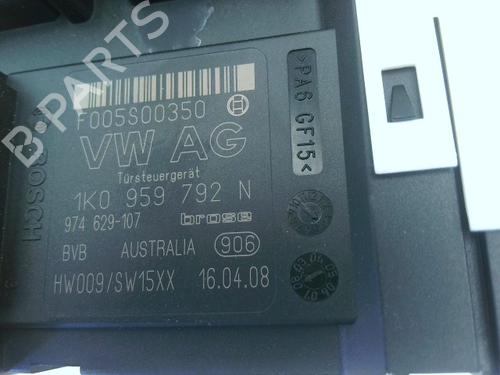 F005S00350
VW AG
Türsteuergerät
1K0 959 792 N
974 629-107 brose
BVB AUSTRALIA 906
HW009/SW15XX 16.04.08
BOSCH
>PA6 GF15<
B-PARTS